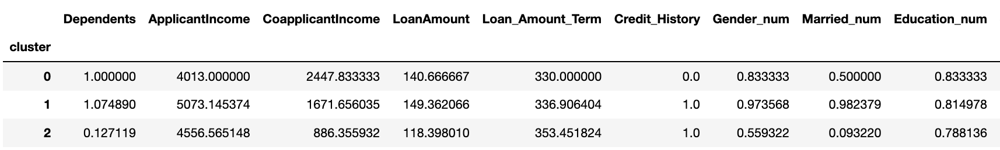 Dependents ApplicantIncome CoapplicantIncome LoanAmount Loan_Amount_Term Credit_History Gender_num Married_num Education_num
cluster
0 1.000000 4013.000000 2447.833333 140.666667 330.000000 0.0 0.833333 0.500000 0.833333
1 1.074890 5073.145374 1671.656035 149.362066 336.906404 1.0 0.973568 0.982379 0.814978
2 0.127119 4556.565148 886.355932 118.398010 353.451824 1.0 0.559322 0.093220 0.788136